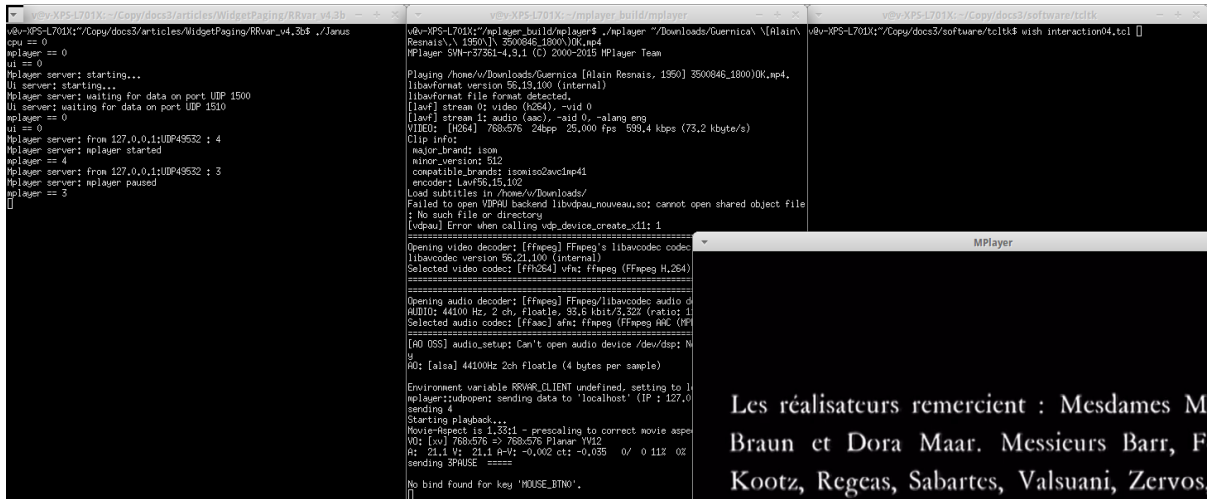 v@v-XPS-L701X: ~/Copy/docs3/articles/WidgetPaging/RRvar_v4.3b
v@v-XPS-L701X:~/Copy/docs3/articles/WidgetPaging/RRvar_v4.3b$ ./Janus
cpu == 0
mplayer == 0
ui == 0
Mplayer server: starting...
Ui server: starting...
Mplayer server: waiting for data on port UDP 1500
Ui server: waiting for data on port UDP 1510
mplayer == 0
ui == 0
Mplayer server: from 127.0.0.1:UDP49532 : 4
Mplayer server: mplayer started
mplayer == 4
Mplayer server: from 127.0.0.1:UDP49532 : 3
Mplayer server: mplayer paused
mplayer == 3
v@v-XPS-L701X: ~/mplayer_build/mplayer
v@v-XPS-L701X:~/mplayer_build/mplayer$ ./mplayer ~/Downloads/Guernica\ \[Alain\
Resnais\,\ 1950\]\ 3500846_1800\)OK.mp4
MPlayer SVN-r37361-4.9.1 (C) 2000-2015 MPlayer Team
Playing /home/v/Downloads/Guernica [Alain Resnais, 1950] 3500846_1800)OK.mp4.
libavformat version 56.19.100 (internal)
libavformat file format detected.
[lavf] stream 0: video (h264), -vid 0
[lavf] stream 1: audio (aac), -aid 0, -alang eng
VIDEO:  [H264]  768x576  24bpp  25.000 fps  599.4 kbps (73.2 kbyte/s)
Clip info:
major_brand: isom
minor_version: 512
compatible_brands: isomiso2avc1mp41
encoder: Lavf56.15.102
Load subtitles in /home/v/Downloads/
Failed to open VDPAU backend libvdpau_nouveau.so: cannot open shared object file
: No such file or directory
[vdpau] Error when calling vdp_device_create_x11: 1
==========================================================================
Opening video decoder: [ffmpeg] FFmpeg's libavcodec codec
libavcodec version 56.21.100 (internal)
Selected video codec: [ffh264] vfm: ffmpeg (FFmpeg H.264)
==========================================================================
==========================================================================
Opening audio decoder: [ffmpeg] FFmpeg/libavcodec audio d
AUDIO: 44100 Hz, 2 ch, floatle, 93.6 kbit/3.32% (ratio: 1
Selected audio codec: [ffaac] afm: ffmpeg (FFmpeg AAC (MP
==========================================================================
[AO OSS] audio_setup: Can't open audio device /dev/dsp: N
y
AO: [alsa] 44100Hz 2ch floatle (4 bytes per sample)
Environment variable RRVAR_CLIENT undefined, setting to l
mplayer::udpopen: sending data to 'localhost' (IP : 127.0
sending 4
Starting playback...
Movie-Aspect is 1.33:1 - prescaling to correct movie aspe
VO: [xv] 768x576 => 768x576 Planar YV12
A:  21.1 V:  21.1 A-V: -0.002 ct: -0.035   0/  0 11%  0%
sending 3PAUSE  =====
No bind found for key 'MOUSE_BTN0'.
v@v-XPS-L701X: ~/Copy/docs3/software/tcltk
v@v-XPS-L701X:~/Copy/docs3/software/tcltk$ wish interaction04.tcl
MPlayer
Les réalisateurs remercient : Mesdames M
Braun et Dora Maar. Messieurs Barr, F
Kootz, Regeas, Sabartes, Valsuani, Zervos.